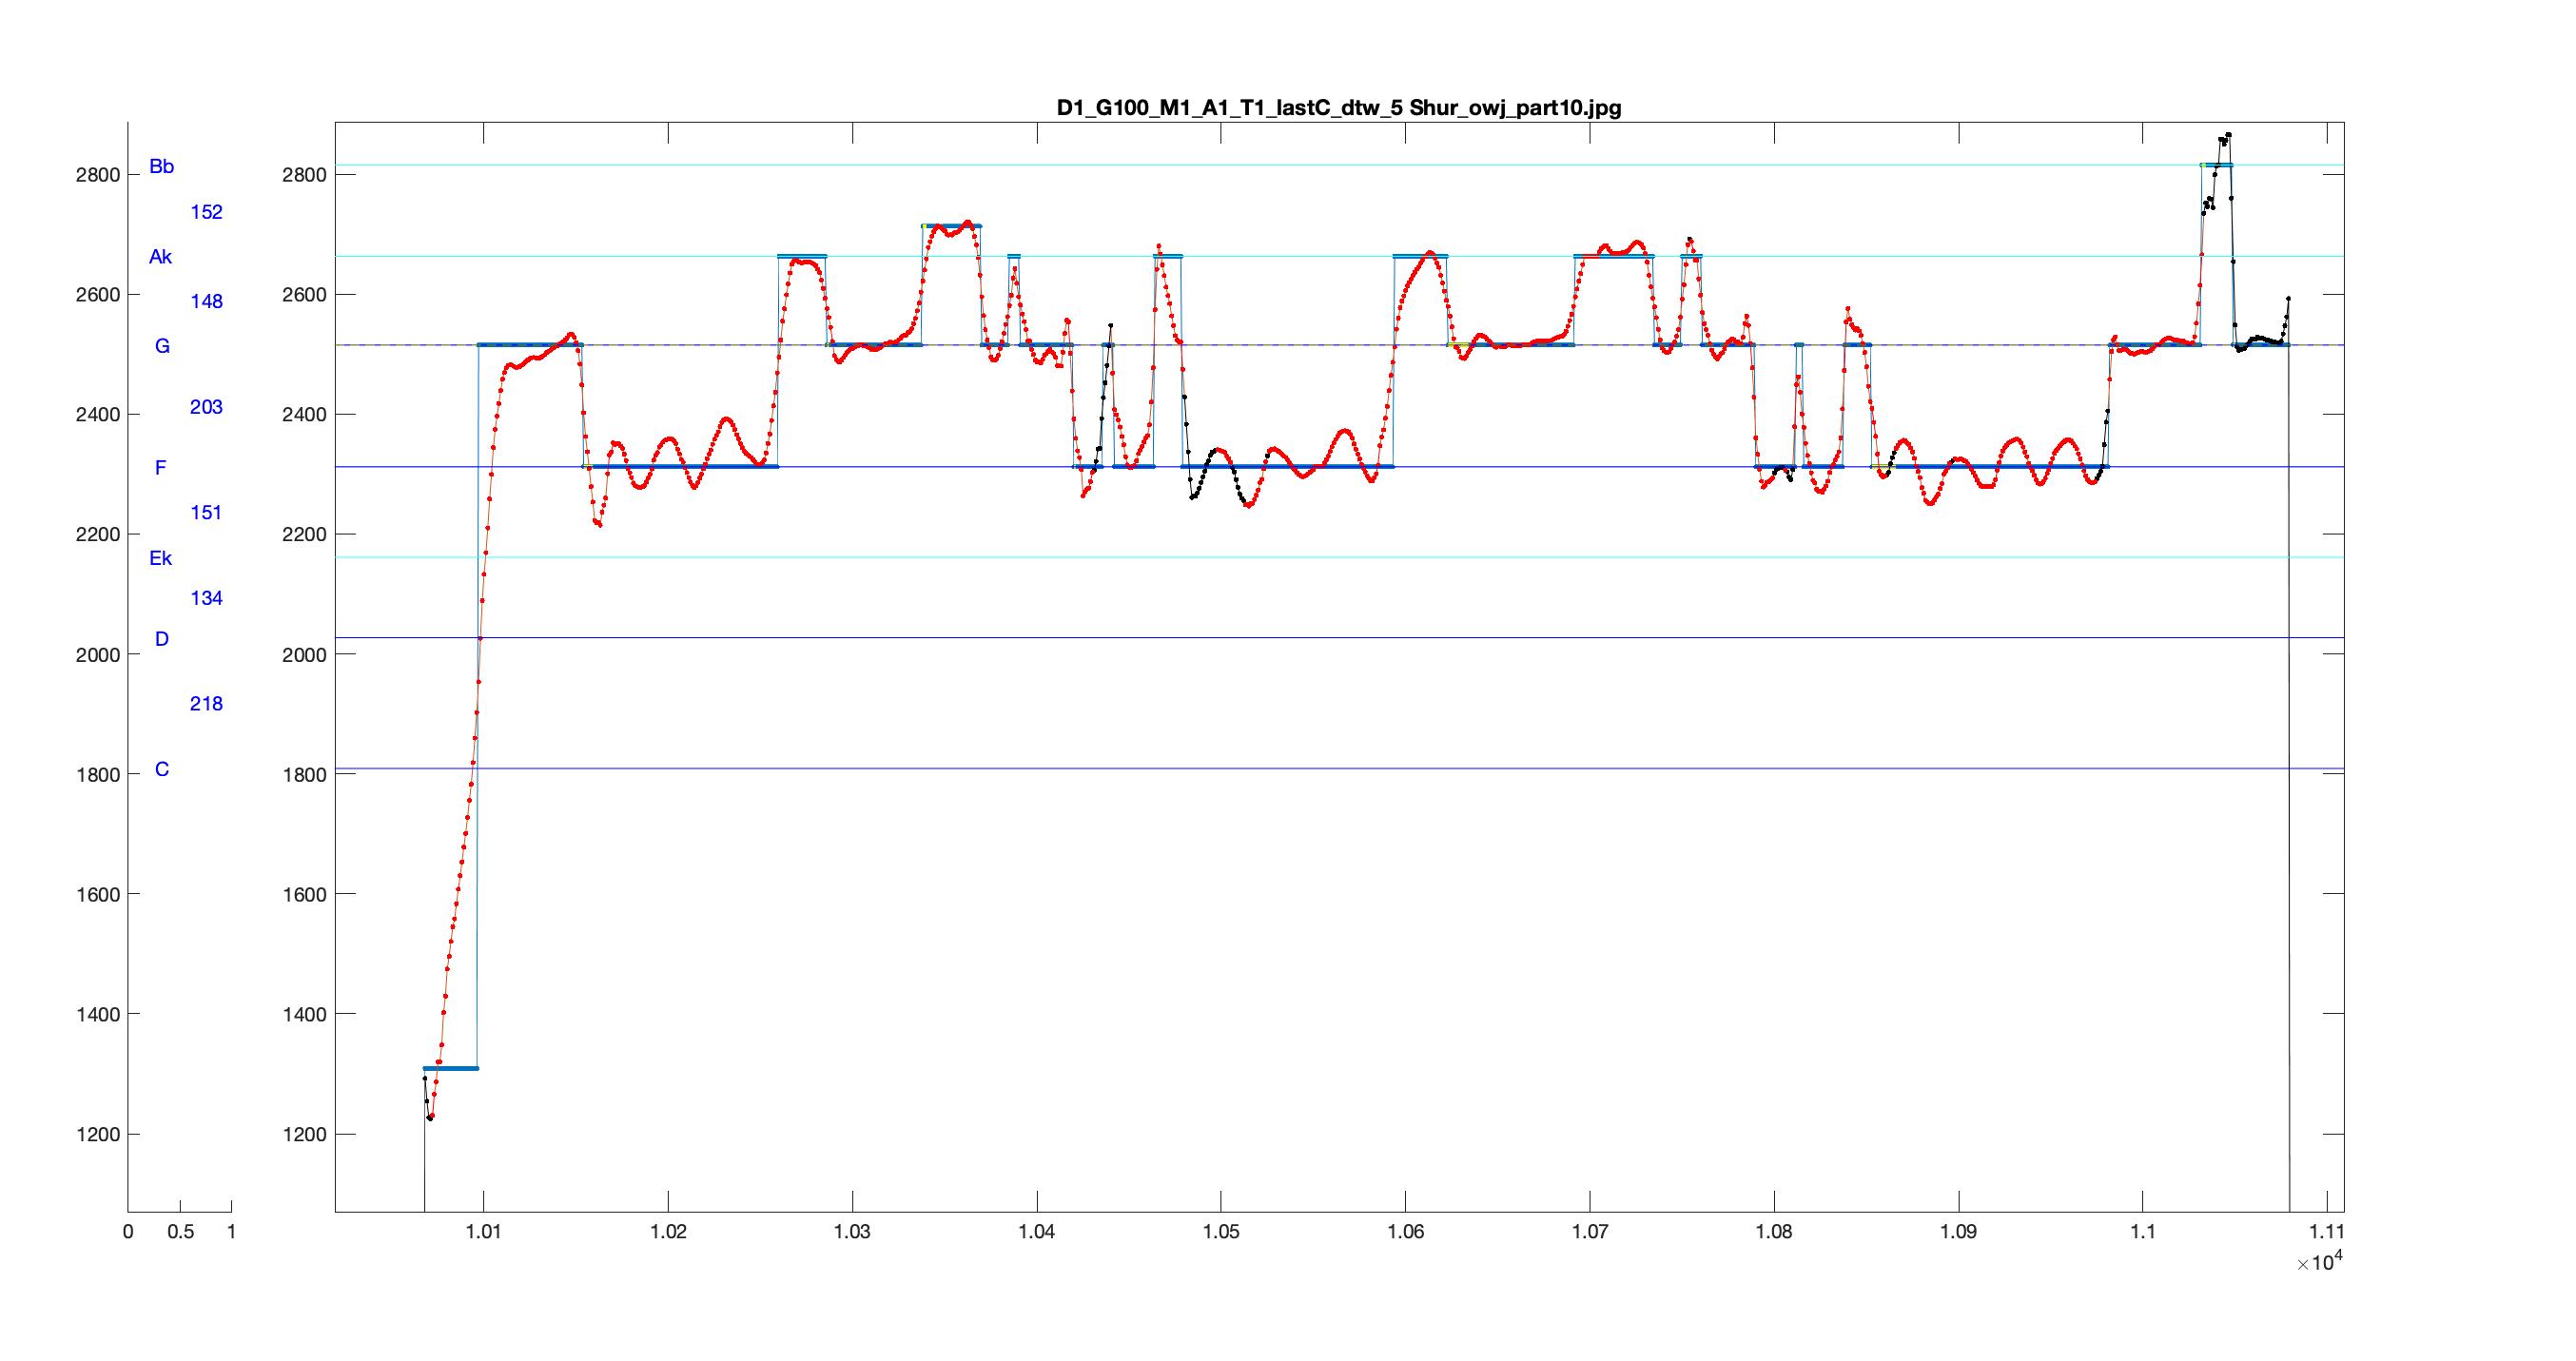 D1_G100_M1_A1_T1_lastC_dtw_5 Shur_owj_part10.jpg
2800 Bb 2800
152
Ak
2600 148 2600
G
2400 203 2400
F
151
2200 2200
Ek
134
D
2000 2000
218
1800 C 1800
1600 1600
1400 1400
1200 1200
0 0.5 1 1.01 1.02 1.03 1.04 1.05 1.06 1.07 1.08 1.09 1.1 1.11
×10⁴